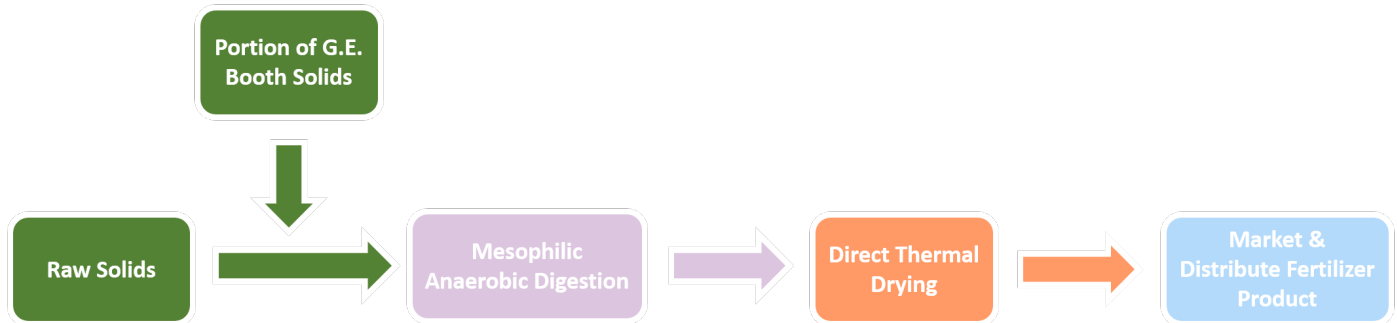 Portion of G.E.
Booth Solids
Raw Solids
Mesophilic
Anaerobic Digestion
Direct Thermal
Drying
Market &
Distribute Fertilizer
Product